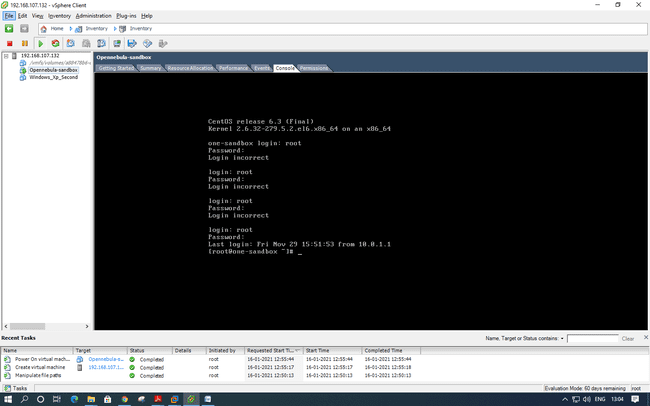 192.168.107.132 - vSphere Client
File Edit View Inventory Administration Plug-ins Help
Home Inventory Inventory
192.168.107.132
Opennebula-sandbox
Windows_Xp_Second
Opennebula-sandbox
Getting Started Summary Resource Allocation Performance Events Console Permissions
CentOS release 6.3 (Final)
Kernel 2.6.32-279.5.2.el6.x86_64 on an x86_64
one-sandbox login: root
Password:
Login incorrect
login: root
Password:
Login incorrect
login: root
Password:
Login incorrect
login: root
Password:
Last login: Fri Nov 29 15:51:53 from 10.0.1.1
[root@one-sandbox ~]# _
Recent Tasks
Name, Target or Status contains: Clear
Name Target Status Details Initiated by Requested Start Ti... Start Time Completed Time
Power On virtual mach... Opennebula-s... Completed root 16-01-2021 12:55:44 16-01-2021 12:55:44 16-01-2021 12:55:44
Create virtual machine 192.168.107.1... Completed root 16-01-2021 12:55:17 16-01-2021 12:55:17 16-01-2021 12:55:18
Manipulate file paths Completed root 16-01-2021 12:50:13 16-01-2021 12:50:13 16-01-2021 12:50:13
Tasks Evaluation Mode: 60 days remaining root
ENG 13:04